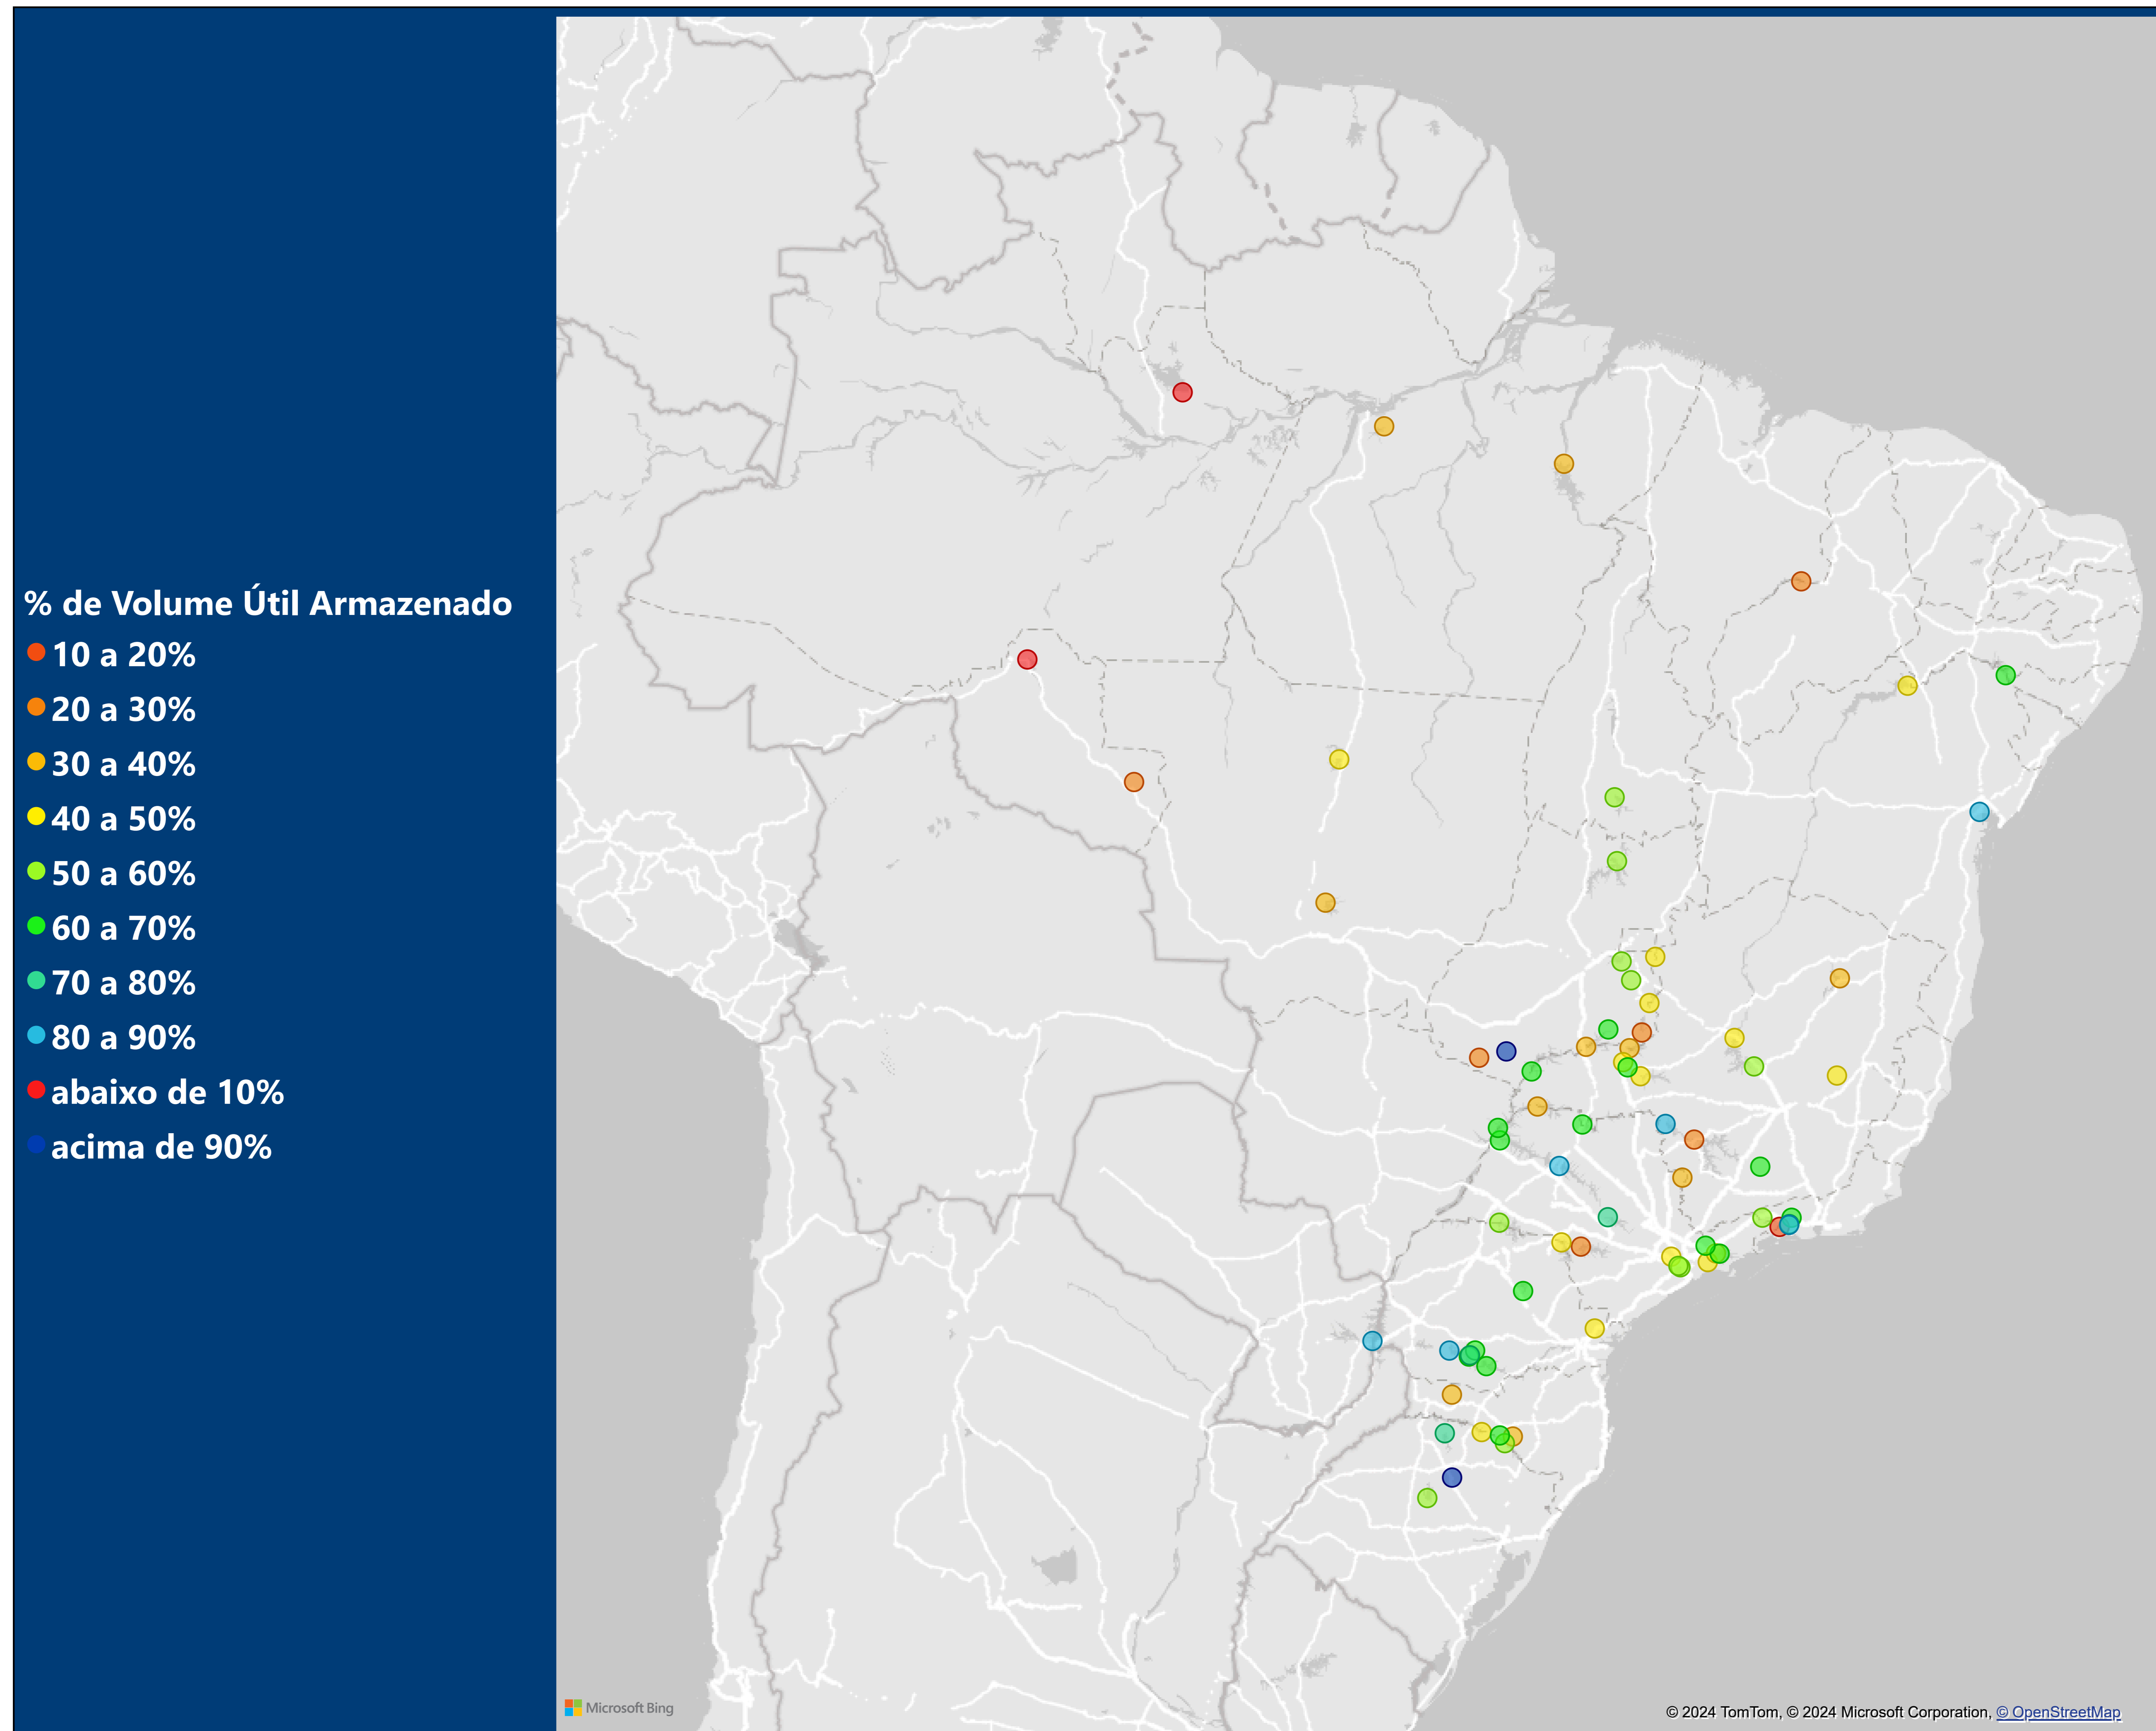 % de Volume Útil Armazenado
10 a 20%
20 a 30%
30 a 40%
40 a 50%
50 a 60%
60 a 70%
70 a 80%
80 a 90%
abaixo de 10%
acima de 90%
Microsoft Bing
© 2024 TomTom, © 2024 Microsoft Corporation, © OpenStreetMap